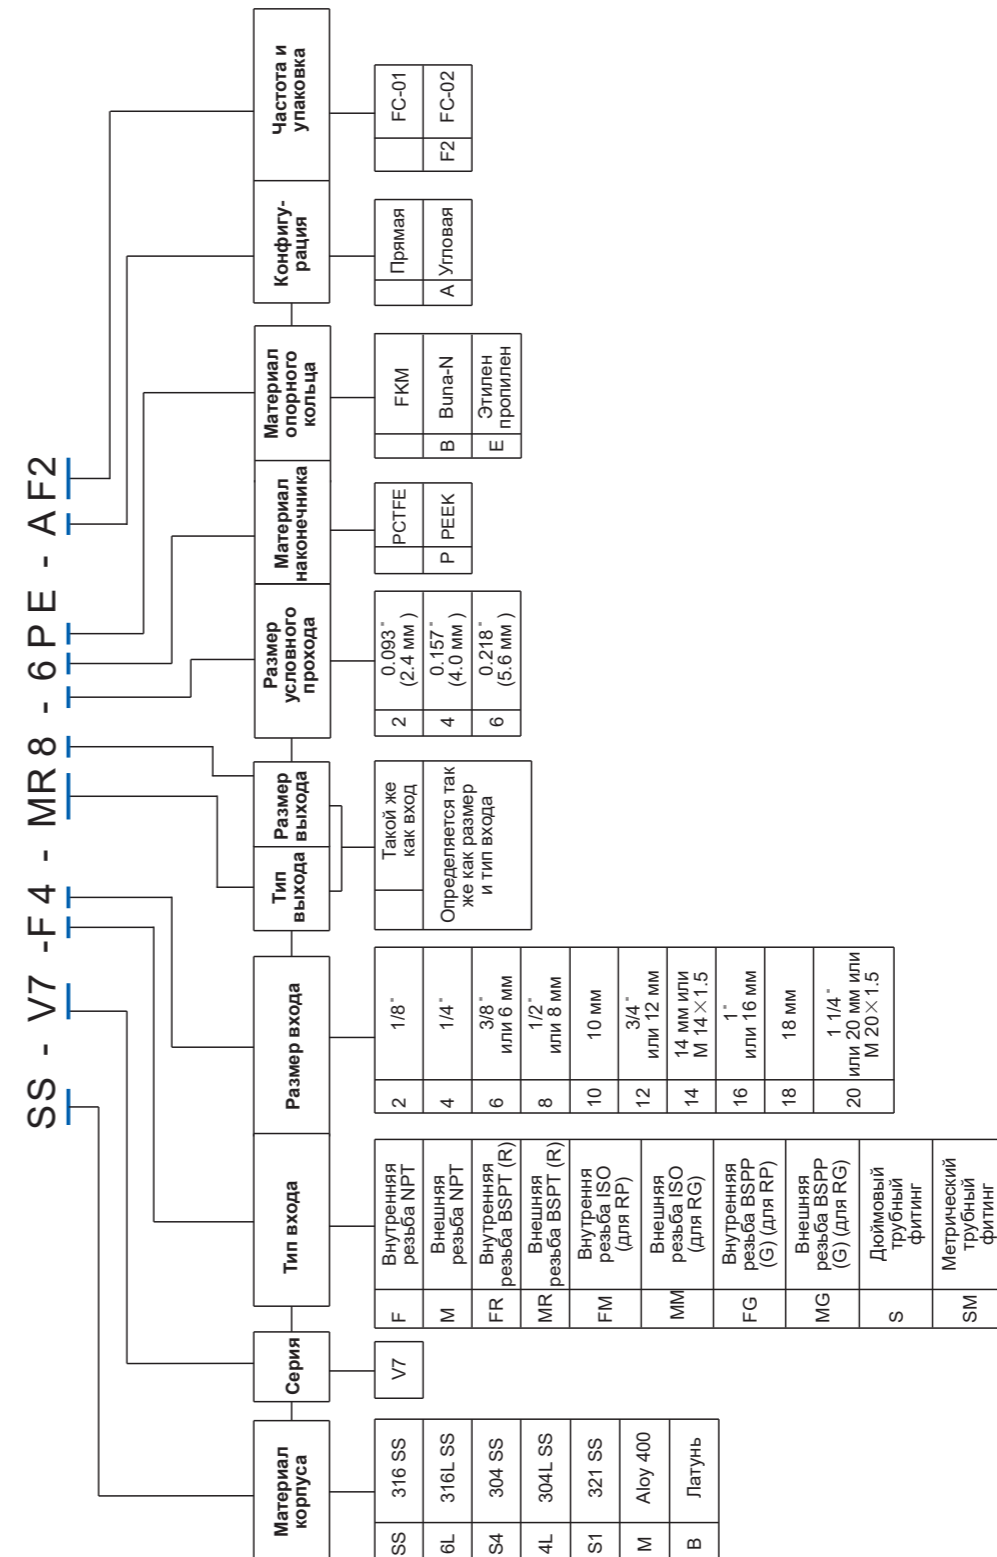 SS - V7 -F 4 - MR 8 - 6 P E - A F2
Материал
корпуса
SS 316 SS
6L 316L SS
S4 304 SS
4L 304L SS
S1 321 SS
M Aloy 400
B Латунь
Серия
V7
Тип входа
F Внутренняя
резьба NPT
M Внешняя
резьба NPT
FR Внутренняя
резьба BSPT (R)
MR Внешняя
резьба BSPT (R)
FM Внутрення
резьба ISO
(для RP)
MM Внешняя
резьба ISO
(для RG)
FG Внутренняя
резьба BSPP
(G) (для RP)
MG Внешняя
резьба BSPP
(G) (для RG)
S Дюймовый
трубный
фитинг
SM Метрический
трубный
фитинг
Размер входа
2 1/8"
4 1/4"
6 3/8"
или 6 мм
8 1/2"
или 8 мм
10 10 мм
12 3/4"
или 12 мм
14 14 мм или
M 14×1.5
16 1"
или 16 мм
18 18 мм
20 1 1/4"
или 20 мм или
M 20×1.5
Тип
выхода
Размер
выхода
Такой же
как вход
Определяется так
же как размер
и тип входа
Размер
условного
прохода
2 0.093"
(2.4 мм )
4 0.157"
(4.0 мм )
6 0.218"
(5.6 мм )
Материал
наконечника
PCTFE
P PEEK
Материал
опорного
кольца
FKM
B Buna-N
E Этилен
пропилен
Конфигу-
рация
Прямая
A Угловая
Частота и
упаковка
FC-01
F2 FC-02